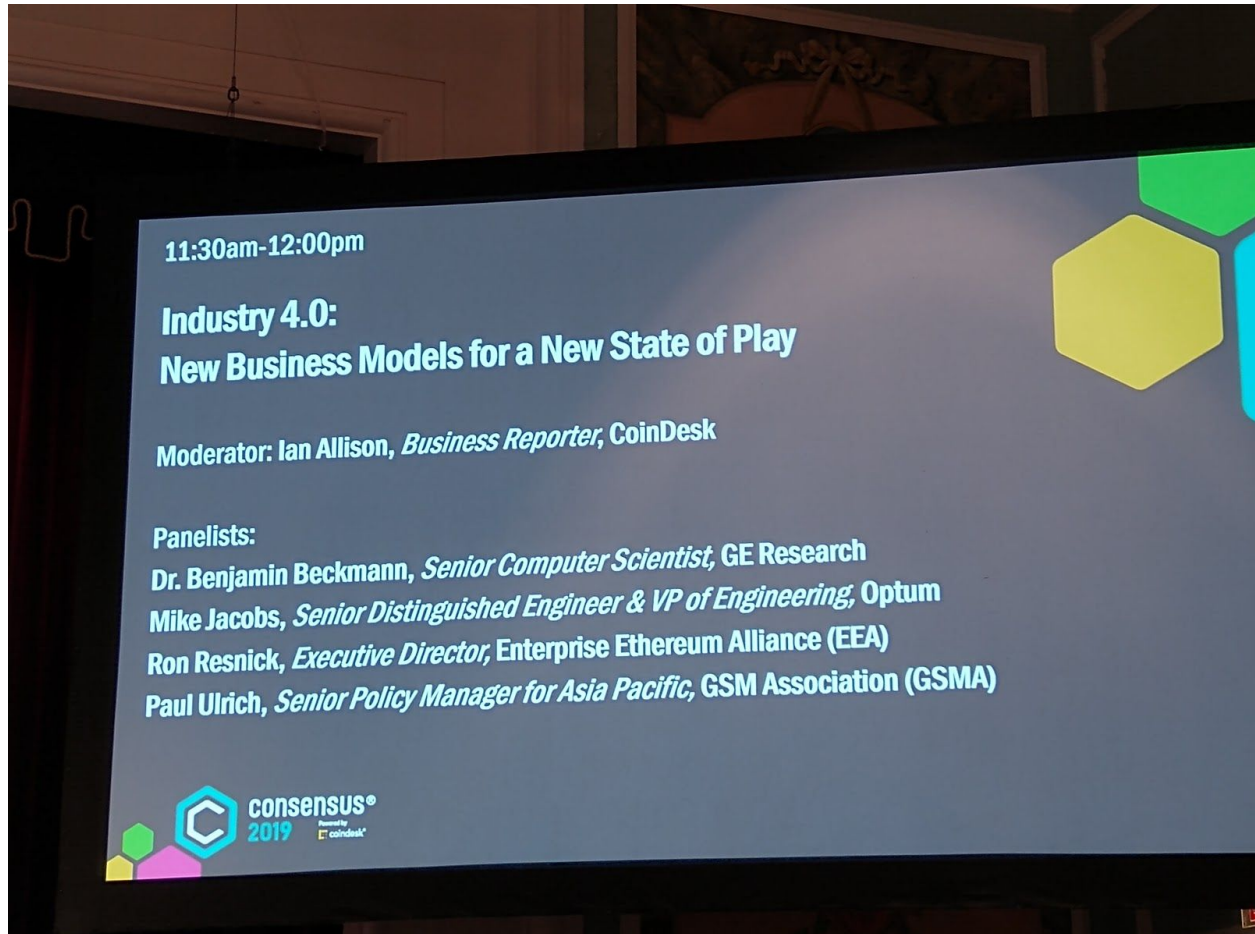 11:30am-12:00pm
Industry 4.0:
New Business Models for a New State of Play
Moderator: Ian Allison, Business Reporter, CoinDesk
Panelists:
Dr. Benjamin Beckmann, Senior Computer Scientist, GE Research
Mike Jacobs, Senior Distinguished Engineer & VP of Engineering, Optum
Ron Resnick, Executive Director, Enterprise Ethereum Alliance (EEA)
Paul Ulrich, Senior Policy Manager for Asia Pacific, GSM Association (GSMA)
consensus®
2019
Powered by
coindesk®